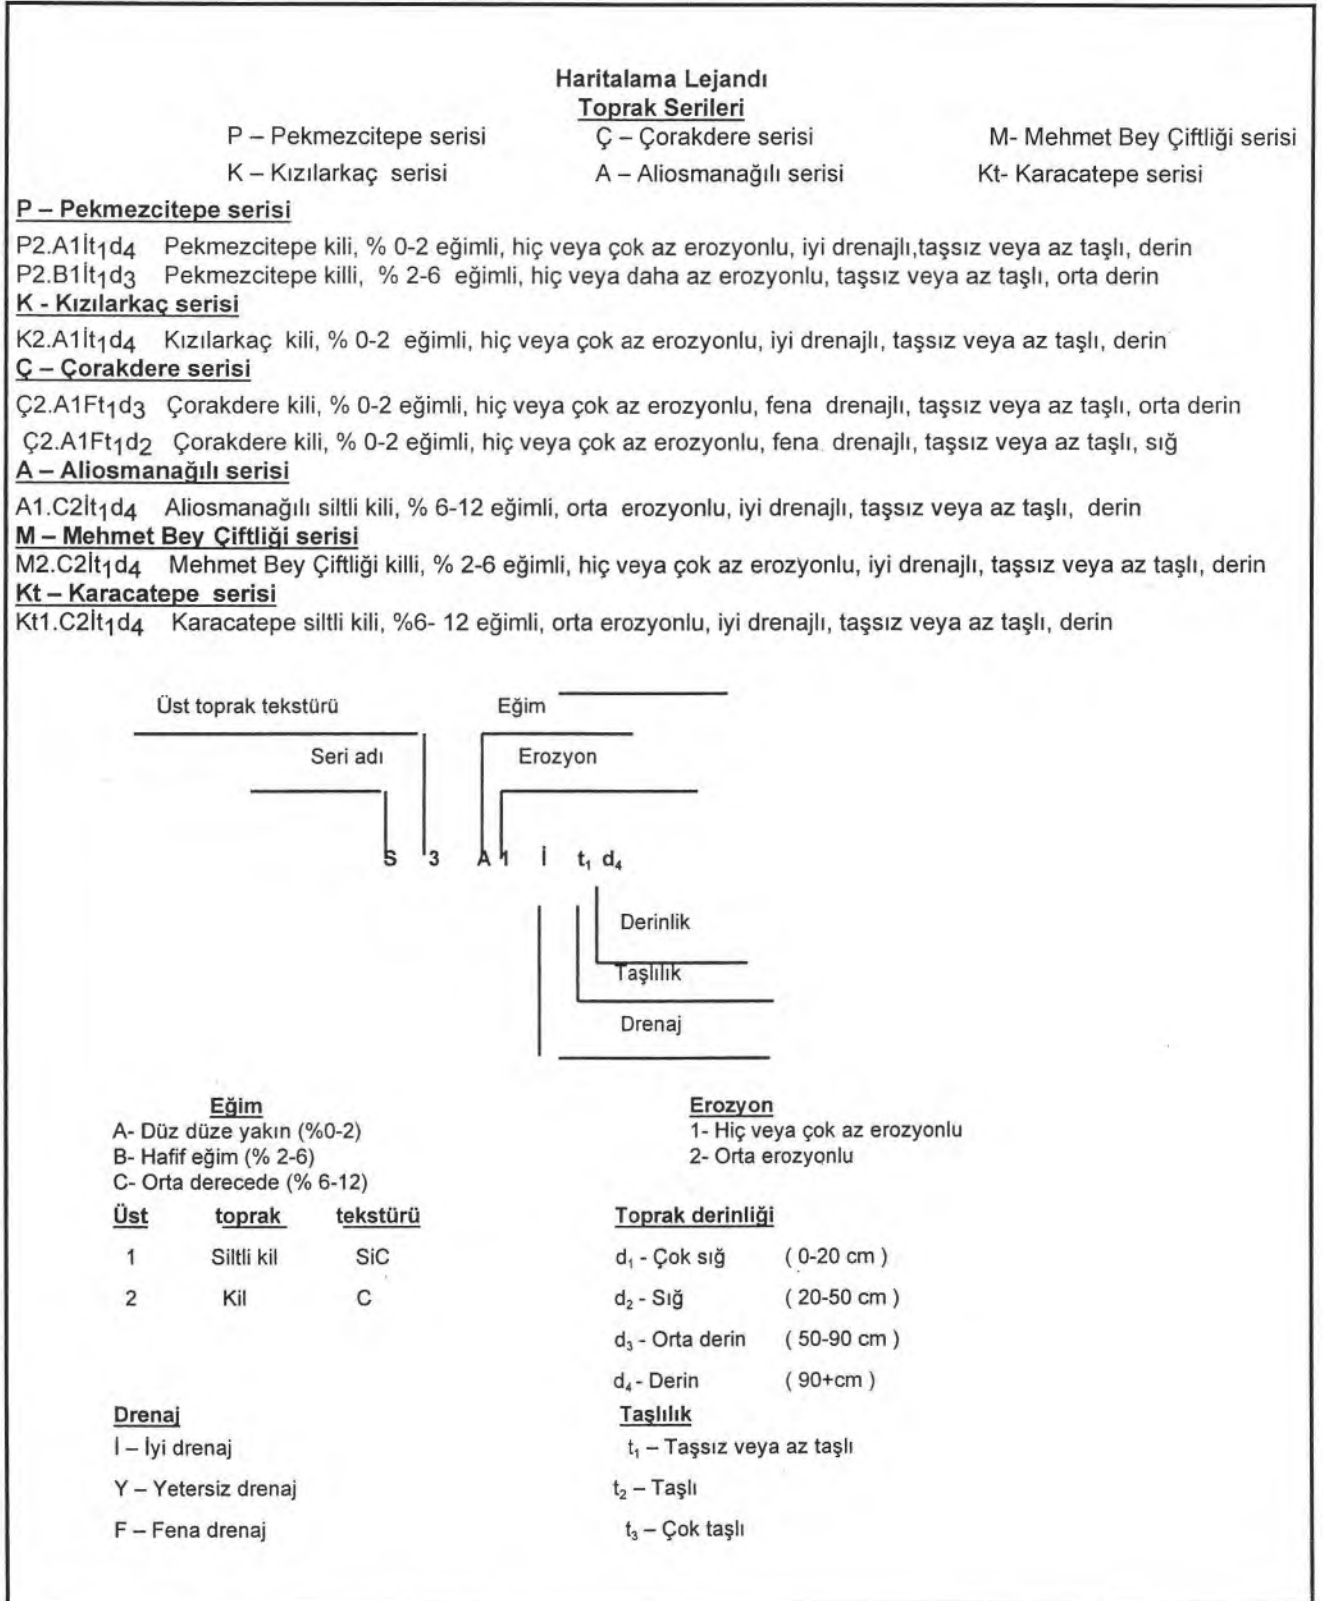 Haritalama Lejandı
Toprak Serileri
P – Pekmezcitepe serisi Ç – Çorakdere serisi M- Mehmet Bey Çiftliği serisi
K – Kızılarkaç serisi A – Aliosmanağılı serisi Kt- Karacatepe serisi
P – Pekmezcitepe serisi
P2.A1İt1d4 Pekmezcitepe kili, % 0-2 eğimli, hiç veya çok az erozyonlu, iyi drenajlı,taşsız veya az taşlı, derin
P2.B1İt1d3 Pekmezcitepe killi, % 2-6 eğimli, hiç veya daha az erozyonlu, taşsız veya az taşlı, orta derin
K - Kızılarkaç serisi
K2.A1İt1d4 Kızılarkaç kili, % 0-2 eğimli, hiç veya çok az erozyonlu, iyi drenajlı, taşsız veya az taşlı, derin
Ç – Çorakdere serisi
Ç2.A1Ft1d3 Çorakdere kili, % 0-2 eğimli, hiç veya çok az erozyonlu, fena drenajlı, taşsız veya az taşlı, orta derin
Ç2.A1Ft1d2 Çorakdere kili, % 0-2 eğimli, hiç veya çok az erozyonlu, fena drenajlı, taşsız veya az taşlı, sığ
A – Aliosmanağılı serisi
A1.C2İt1d4 Aliosmanağılı siltli kili, % 6-12 eğimli, orta erozyonlu, iyi drenajlı, taşsız veya az taşlı, derin
M – Mehmet Bey Çiftliği serisi
M2.C2İt1d4 Mehmet Bey Çiftliği killi, % 2-6 eğimli, hiç veya çok az erozyonlu, iyi drenajlı, taşsız veya az taşlı, derin
Kt – Karacatepe serisi
Kt1.C2İt1d4 Karacatepe siltli kili, %6- 12 eğimli, orta erozyonlu, iyi drenajlı, taşsız veya az taşlı, derin
Üst toprak tekstürü Eğim
Seri adı Erozyon
S 3 A 1 İ t1 d4
Derinlik
Taşlılık
Drenaj
Eğim Erozyon
A- Düz düze yakın (%0-2) 1- Hiç veya çok az erozyonlu
B- Hafif eğim (% 2-6) 2- Orta erozyonlu
C- Orta derecede (% 6-12)
Üst toprak tekstürü Toprak derinliği
1 Siltli kil SiC d1 - Çok sığ ( 0-20 cm )
2 Kil C d2 - Sığ ( 20-50 cm )
d3 - Orta derin ( 50-90 cm )
d4 - Derin ( 90+cm )
Drenaj Taşlılık
İ – İyi drenaj t1 – Taşsız veya az taşlı
Y – Yetersiz drenaj t2 – Taşlı
F – Fena drenaj t3 – Çok taşlı